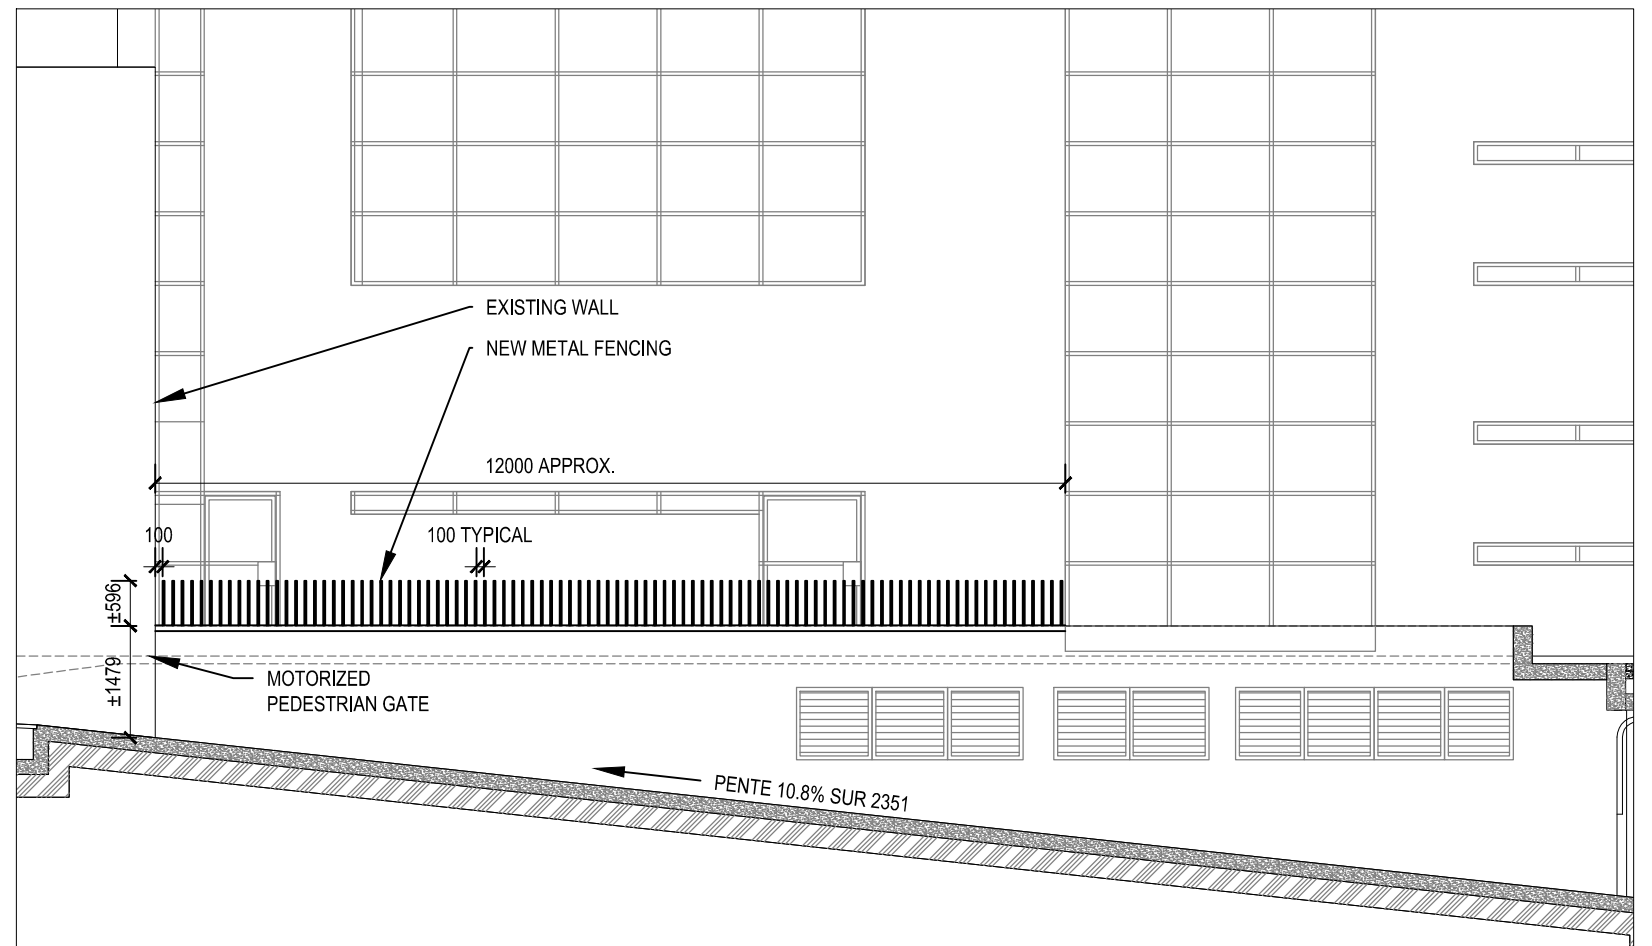 EXISTING WALL
NEW METAL FENCING
12000 APPROX.
100
100 TYPICAL
±596
±1479
MOTORIZED
PEDESTRIAN GATE
PENTE 10.8% SUR 2351